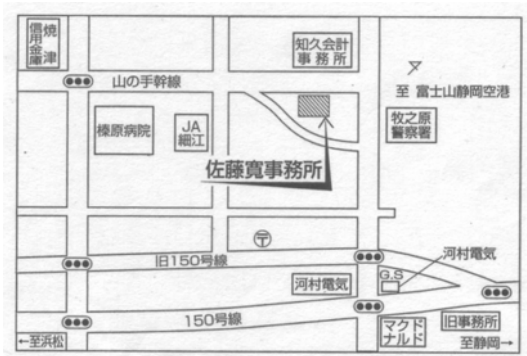 焼津
信用金庫
知久会計
事務所
山の手幹線
至 富士山静岡空港
榛原病院
JA
細江
牧之原
警察署
佐藤寛事務所
〒
旧150号線
河村電気
G.S
河村電気
150号線
マクド
ナルド
旧事務所
←至浜松
至静岡→